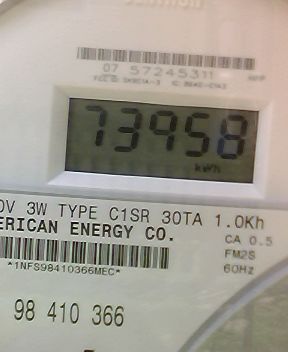 07 57245311
73958
kWh
0V 3W TYPE C1SR 30TA 1.0Kh
ERICAN ENERGY CO.
CA 0.5
FM2S
*1NFS98410366MEC*
60Hz
98 410 366